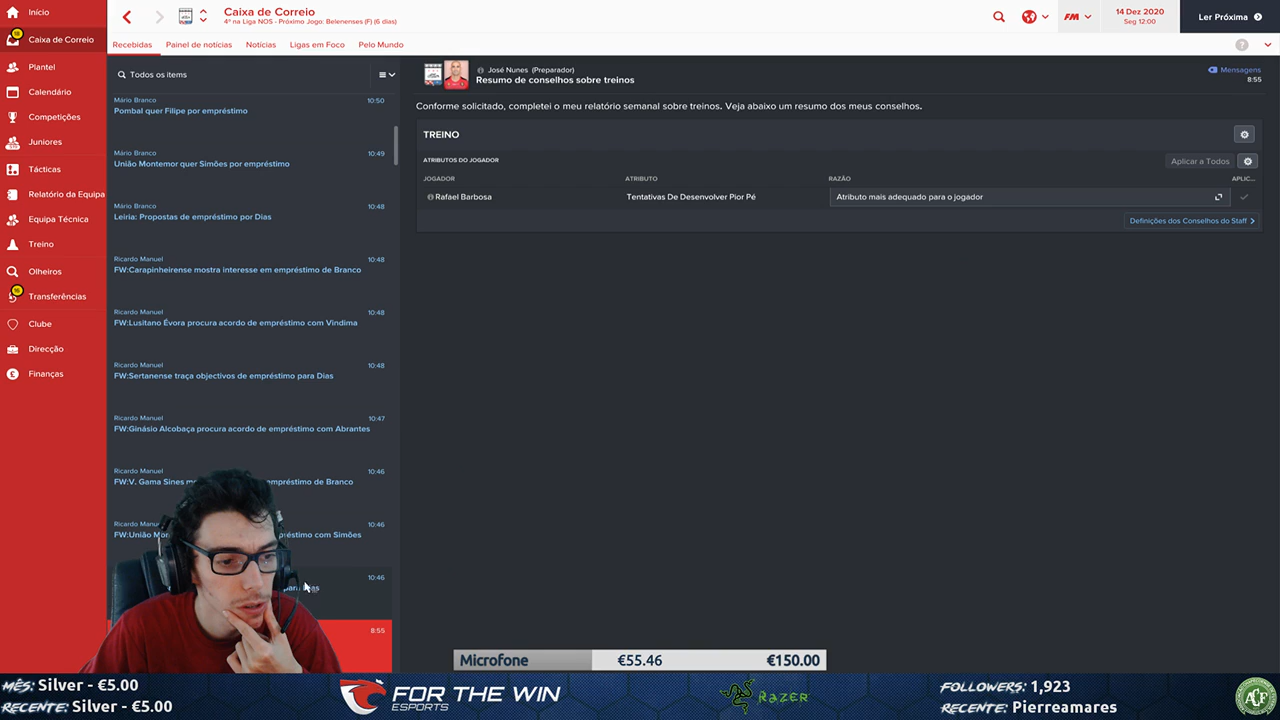 Início
Caixa de Correio
Plantel
Calendário
Competições
Juniores
Tácticas
Relatório da Equipa
Equipa Técnica
Treino
Olheiros
16
Transferências
Clube
Direcção
Finanças
Caixa de Correio
4º na Liga NOS - Próximo Jogo: Belenenses (F) (6 dias)
FM
14 Dez 2020
Seg 12:00
Ler Próxima
Recebidas
Painel de notícias
Notícias
Ligas em Foco
Pelo Mundo
?
Todos os items
Mário Branco 10:50
Pombal quer Filipe por empréstimo
Mário Branco 10:49
União Montemor quer Simões por empréstimo
Mário Branco 10:48
Leiria: Propostas de empréstimo por Dias
Ricardo Manuel 10:48
FW:Carapinheirense mostra interesse em empréstimo de Branco
Ricardo Manuel 10:48
FW:Lusitano Évora procura acordo de empréstimo com Vindima
Ricardo Manuel 10:48
FW:Sertanense traça objectivos de empréstimo para Dias
Ricardo Manuel 10:47
FW:Ginásio Alcobaça procura acordo de empréstimo com Abrantes
Ricardo Manuel 10:46
FW:V. Gama Sines empréstimo de Branco
10:46
FW:União com Simões
10:46
8:55
José Nunes (Preparador)
Resumo de conselhos sobre treinos
Mensagens
8:55
Conforme solicitado, completei o meu relatório semanal sobre treinos. Veja abaixo um resumo dos meus conselhos.
TREINO
ATRIBUTOS DO JOGADOR
Aplicar a Todos
JOGADOR ATRIBUTO RAZÃO APLIC...
Rafael Barbosa Tentativas De Desenvolver Pior Pé Atributo mais adequado para o jogador
Definições dos Conselhos do Staff
Microfone €55.46 €150.00
MÊS: Silver - €5.00
RECENTE: Silver - €5.00
FOR THE WIN
ESPORTS
FOLLOWERS: 1,923
RECENTE: Pierreamares